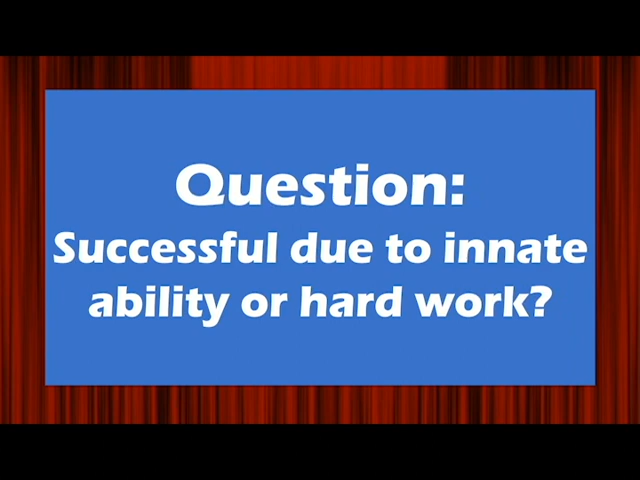 Question:
Successful due to innate
ability or hard work?